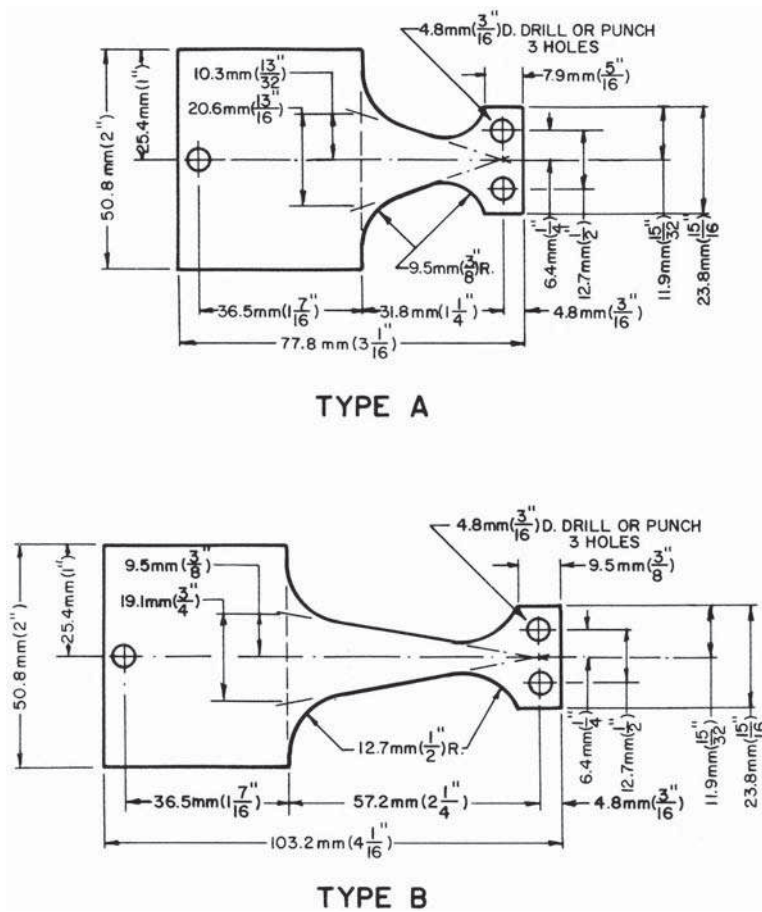 4.8mm(3/16")D. DRILL OR PUNCH
3 HOLES
10.3mm(13"/32)
7.9mm(5"/16)
20.6mm(13"/16)
25.4mm(1")
50.8mm(2")
9.5mm(3/8")R.
6.4mm(1/4")
12.7mm(1/2")
11.9mm(15"/32)
23.8mm(15"/16)
36.5mm(1 7/16")
31.8mm(1 1/4")
4.8mm(3/16")
77.8mm(3 1/16")
TYPE A
4.8mm(3/16")D. DRILL OR PUNCH
3 HOLES
9.5mm(3/8")
9.5mm(3/8")
19.1mm(3/4")
25.4mm(1")
50.8mm(2")
12.7mm(1/2")R.
6.4mm(1/4")
12.7mm(1/2")
11.9mm(15"/32)
23.8mm(15"/16)
36.5mm(1 7/16")
57.2mm(2 1/4")
4.8mm(3/16")
103.2mm(4 1/16")
TYPE B